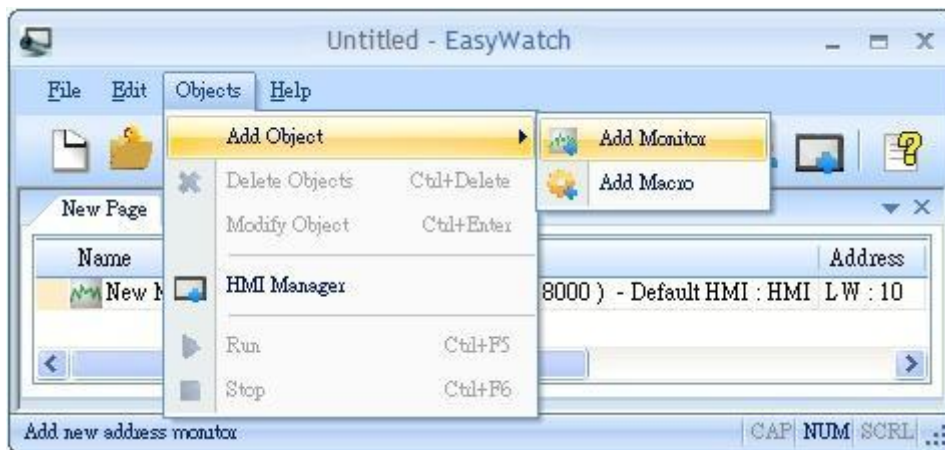 Untitled - EasyWatch
File Edit Objects Help
Add Object
Add Monitor
Add Macro
Delete Objects Ctrl+Delete
Modify Object Ctrl+Enter
HMI Manager
Run Ctrl+F5
Stop Ctrl+F6
New Page
Name Address
New 8000 ) - Default HMI : HMI LW : 10
Add new address monitor
CAP NUM SCRL